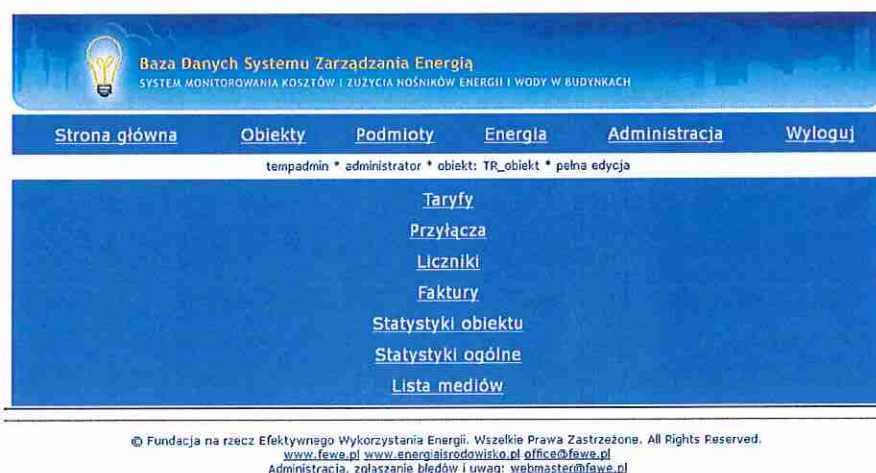 Baza Danych Systemu Zarządzania Energią
SYSTEM MONITOROWANIA KOSZTÓW I ZUŻYCIA NOŚNIKÓW ENERGII I WODY W BUDYNKACH
Strona główna Obiekty Podmioty Energia Administracja Wyloguj
tempadmin * administrator * obiekt: TR_obiekt * pełna edycja
Taryfy
Przyłącza
Liczniki
Faktury
Statystyki obiektu
Statystyki ogólne
Lista mediów
© Fundacja na rzecz Efektywnego Wykorzystania Energii. Wszelkie Prawa Zastrzeżone. All Rights Reserved.
www.fewe.pl www.energiaisrodowisko.pl office@fewe.pl
Administracja, zgłaszanie błędów i uwag: webmaster@fewe.pl